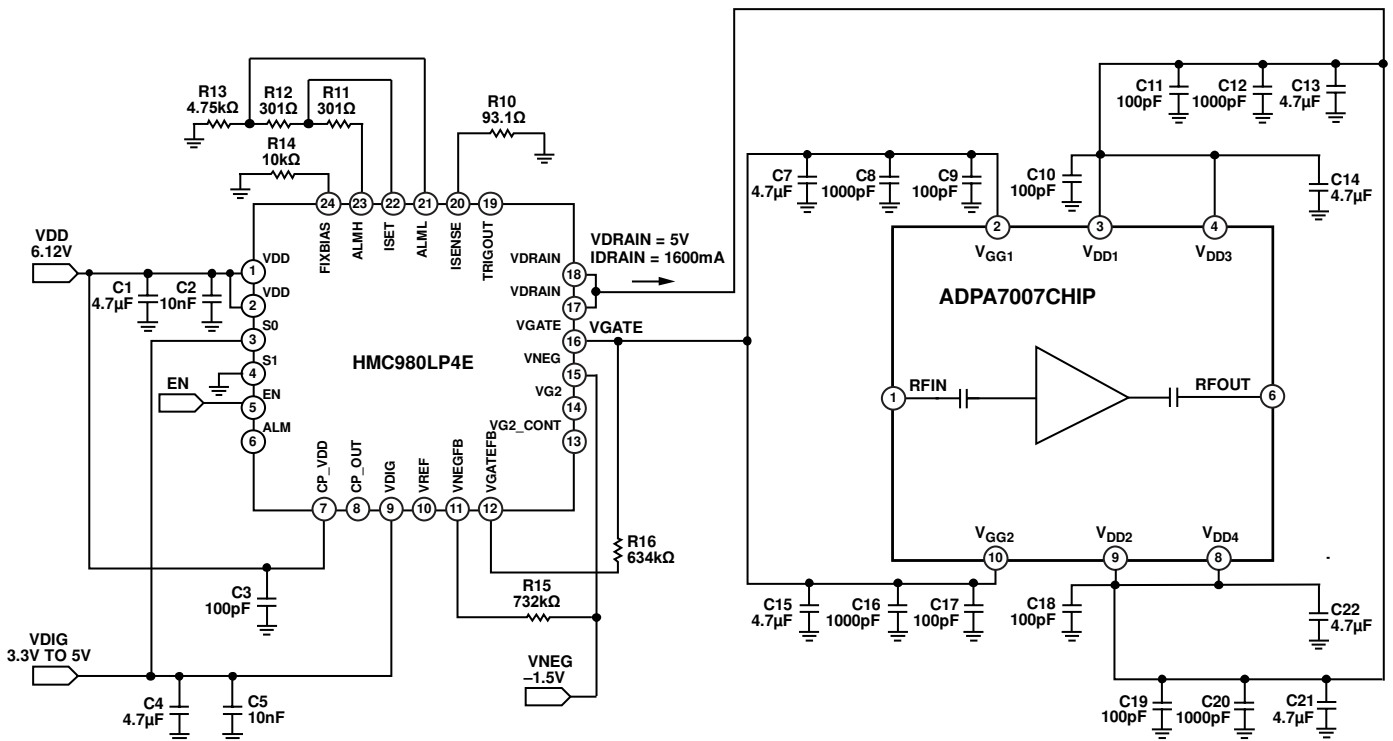 R13
4.75kΩ
R12
301Ω
R11
301Ω
R14
10kΩ
R10
93.1Ω
24
23
22
21
20
19
FIXBIAS
ALMH
ISET
ALML
ISENSE
TRIGOUT
VDD
6.12V
C1
4.7µF
C2
10nF
1
VDD
2
VDD
3
S0
4
S1
5
EN
6
ALM
EN
HMC980LP4E
VDRAIN
18
VDRAIN
17
VGATE
16
VNEG
15
VG2
14
VG2_CONT
13
VDRAIN = 5V
IDRAIN = 1600mA
VGATE
CP_VDD
CP_OUT
VDIG
VREF
VNEGFB
VGATEFB
7
8
9
10
11
12
C3
100pF
R16
634kΩ
R15
732kΩ
VDIG
3.3V TO 5V
C4
4.7µF
C5
10nF
VNEG
–1.5V
C11
100pF
C12
1000pF
C13
4.7µF
C7
4.7µF
C8
1000pF
C9
100pF
C10
100pF
C14
4.7µF
2
3
4
VGG1
VDD1
VDD3
ADPA7007CHIP
1
RFIN
RFOUT
6
VGG2
VDD2
VDD4
10
9
8
C15
4.7µF
C16
1000pF
C17
100pF
C18
100pF
C22
4.7µF
C19
100pF
C20
1000pF
C21
4.7µF